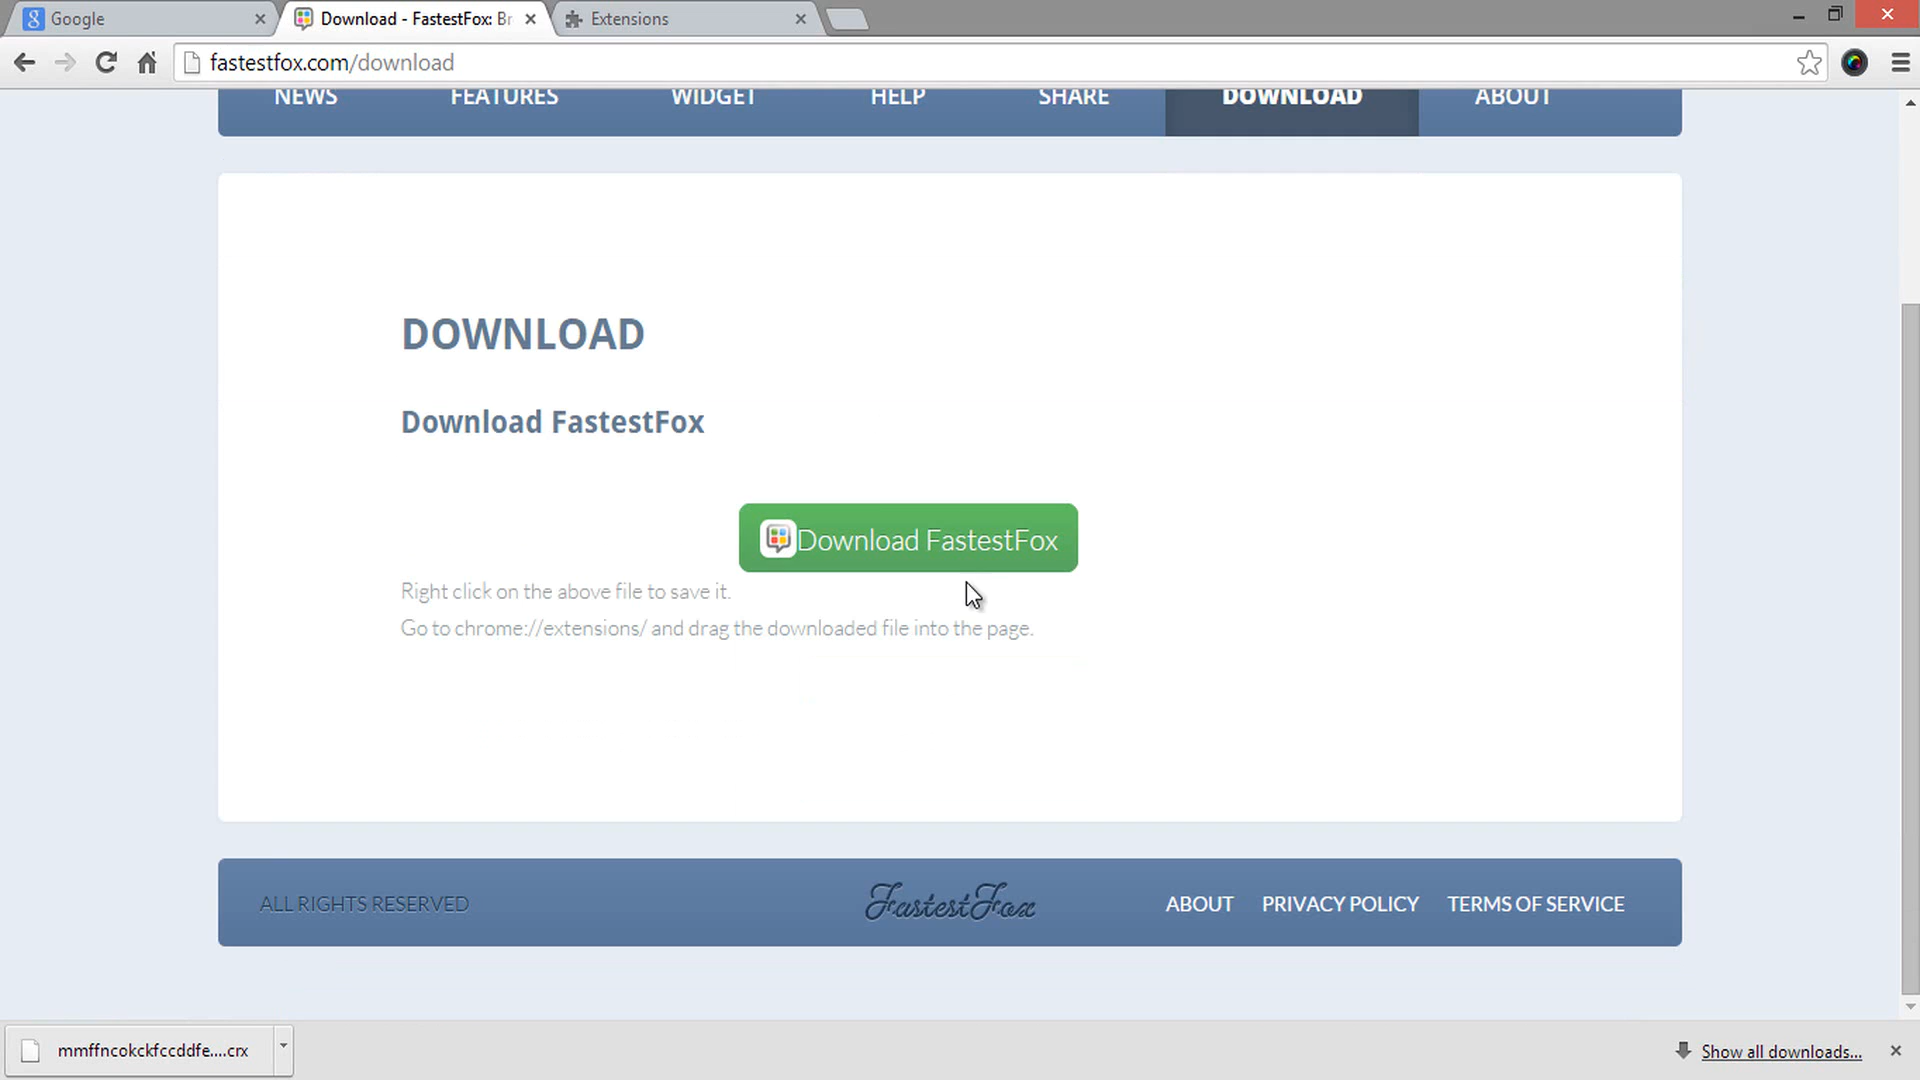 Google
Download - FastestFox: Br
Extensions
fastestfox.com/download
NEWS
FEATURES
WIDGET
HELP
SHARE
DOWNLOAD
ABOUT
DOWNLOAD
Download FastestFox
Download FastestFox
Right click on the above file to save it.
Go to chrome://extensions/ and drag the downloaded file into the page.
ALL RIGHTS RESERVED
FastestFox
ABOUT
PRIVACY POLICY
TERMS OF SERVICE
mmffncokckfccddfe....crx
Show all downloads...